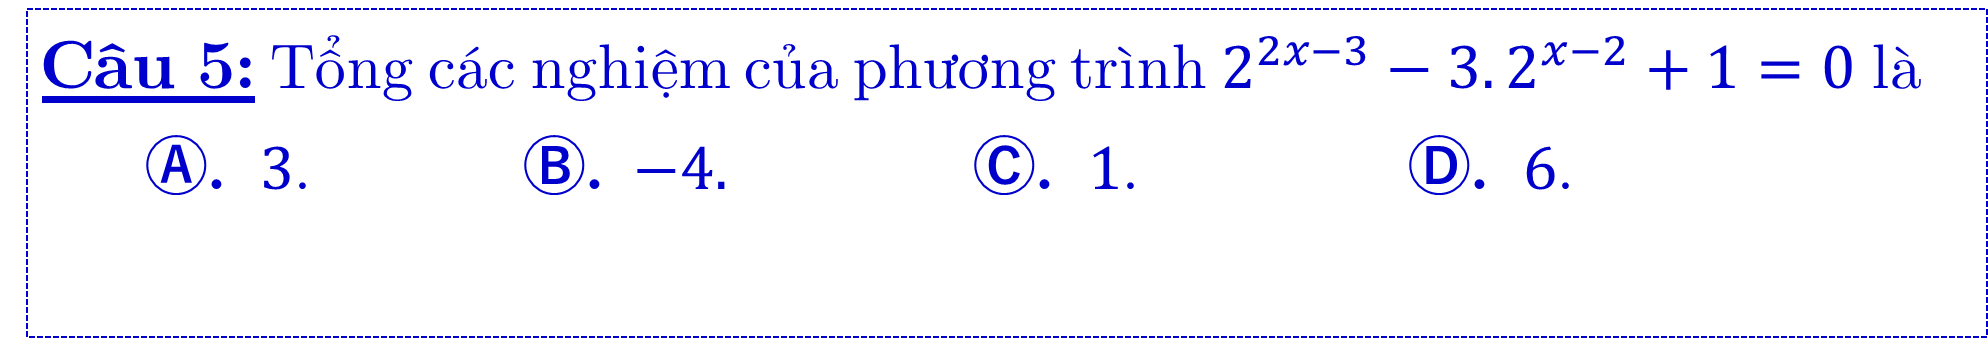 Câu 5: Tổng các nghiệm của phương trình 2^{2x−3} − 3. 2^{x−2} + 1 = 0 là
Ⓐ. 3. Ⓑ. −4. Ⓒ. 1. Ⓓ. 6.